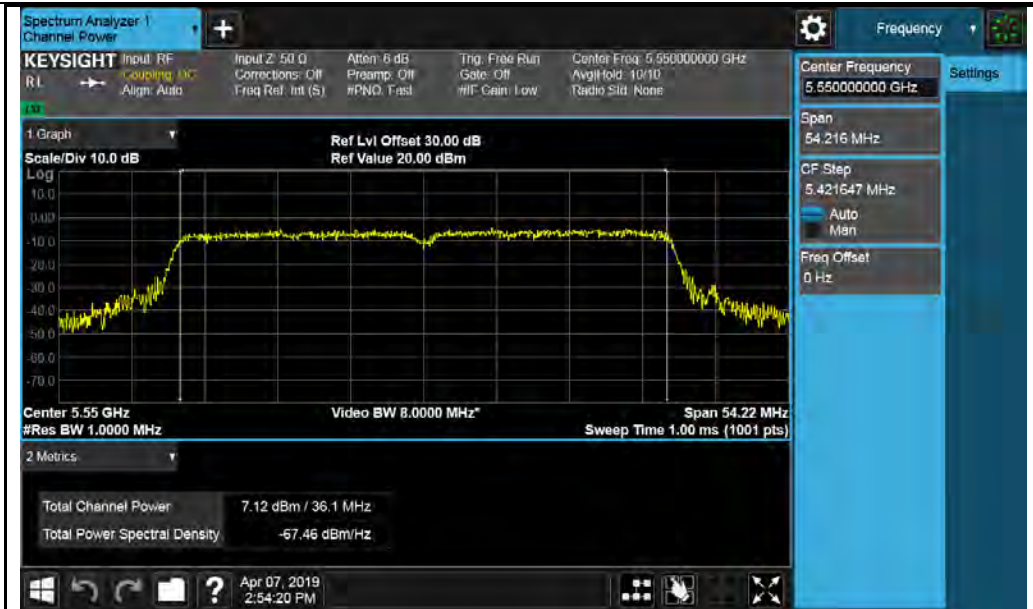 Spectrum Analyzer 1
Channel Power
+
Frequency
KEYSIGHT
RL
Input: RF
Coupling: DC
Align: Auto
Input Z: 50 Ω
Corrections: Off
Freq Ref: Int (S)
Atten: 6 dB
Preamp: Off
#PNO: Fast
Trig: Free Run
Gate: Off
#IF Gain: Low
Center Freq: 5.550000000 GHz
Avg|Hold: 10/10
Radio Std: None
LXI
1 Graph
Scale/Div 10.0 dB
Ref Lvl Offset 30.00 dB
Ref Value 20.00 dBm
Log
10.0
0.00
-10.0
-20.0
-30.0
-40.0
-50.0
-60.0
-70.0
Center 5.55 GHz
#Res BW 1.0000 MHz
Video BW 8.0000 MHz*
Span 54.22 MHz
Sweep Time 1.00 ms (1001 pts)
2 Metrics
Total Channel Power 7.12 dBm / 36.1 MHz
Total Power Spectral Density -67.46 dBm/Hz
Center Frequency
5.550000000 GHz
Settings
Span
54.216 MHz
CF Step
5.421647 MHz
Auto
Man
Freq Offset
0 Hz
?
Apr 07, 2019
2:54:20 PM